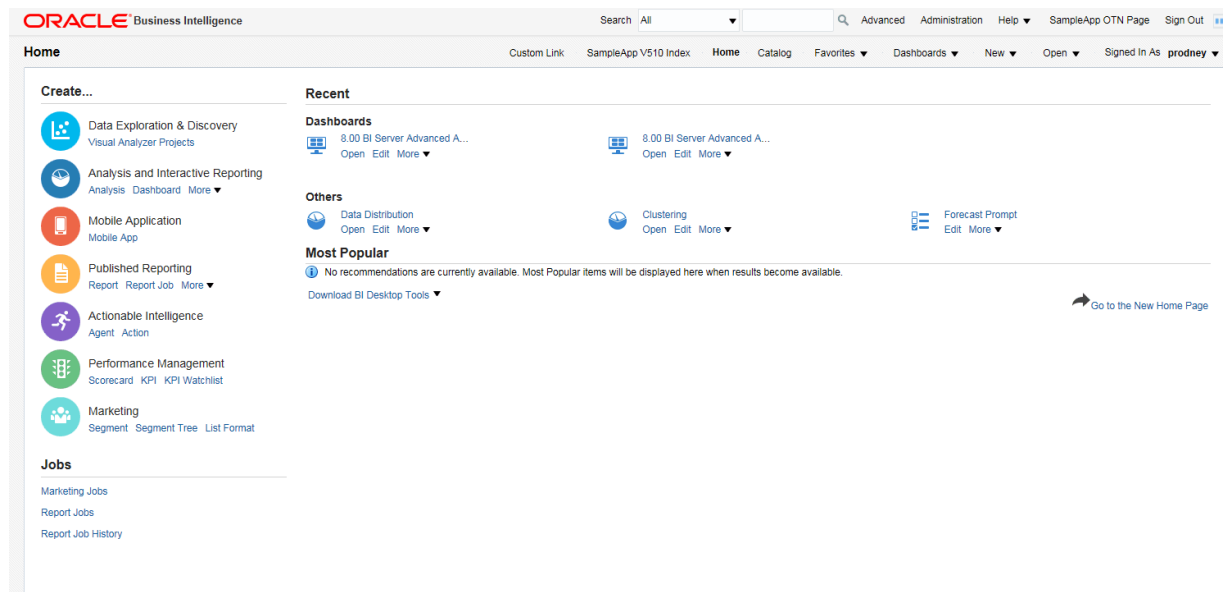 ORACLE Business Intelligence
Search All Advanced Administration Help SampleApp OTN Page Sign Out
Home
Custom Link SampleApp V510 Index Home Catalog Favorites Dashboards New Open Signed In As prodney
Create...
Data Exploration & Discovery
Visual Analyzer Projects
Analysis and Interactive Reporting
Analysis Dashboard More
Mobile Application
Mobile App
Published Reporting
Report Report Job More
Actionable Intelligence
Agent Action
Performance Management
Scorecard KPI KPI Watchlist
Marketing
Segment Segment Tree List Format
Jobs
Marketing Jobs
Report Jobs
Report Job History
Recent
Dashboards
8.00 BI Server Advanced A...
Open Edit More
8.00 BI Server Advanced A...
Open Edit More
Others
Data Distribution
Open Edit More
Clustering
Open Edit More
Forecast Prompt
Edit More
Most Popular
No recommendations are currently available. Most Popular items will be displayed here when results become available.
Download BI Desktop Tools
Go to the New Home Page